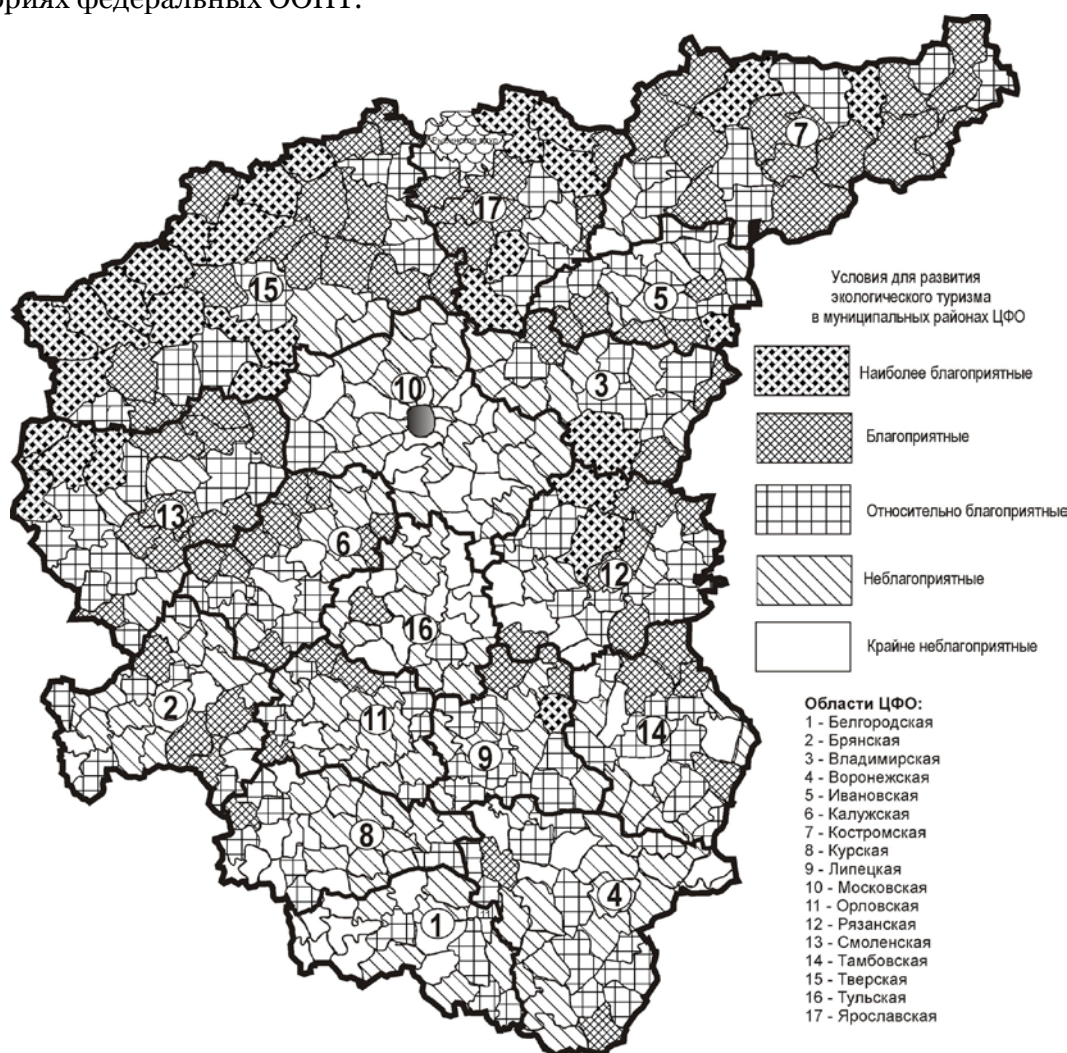 федеральных ООПТ.
7
17
15
5
10
3
13
6
12
16
2
11
14
9
8
4
1
Условия для развития
экологического туризма
в муниципальных районах ЦФО
Наиболее благоприятные
Благоприятные
Относительно благоприятные
Неблагоприятные
Крайне неблагоприятные
Области ЦФО:
1 - Белгородская
2 - Брянская
3 - Владимирская
4 - Воронежская
5 - Ивановская
6 - Калужская
7 - Костромская
8 - Курская
9 - Липецкая
10 - Московская
11 - Орловская
12 - Рязанская
13 - Смоленская
14 - Тамбовская
15 - Тверская
16 - Тульская
17 - Ярославская